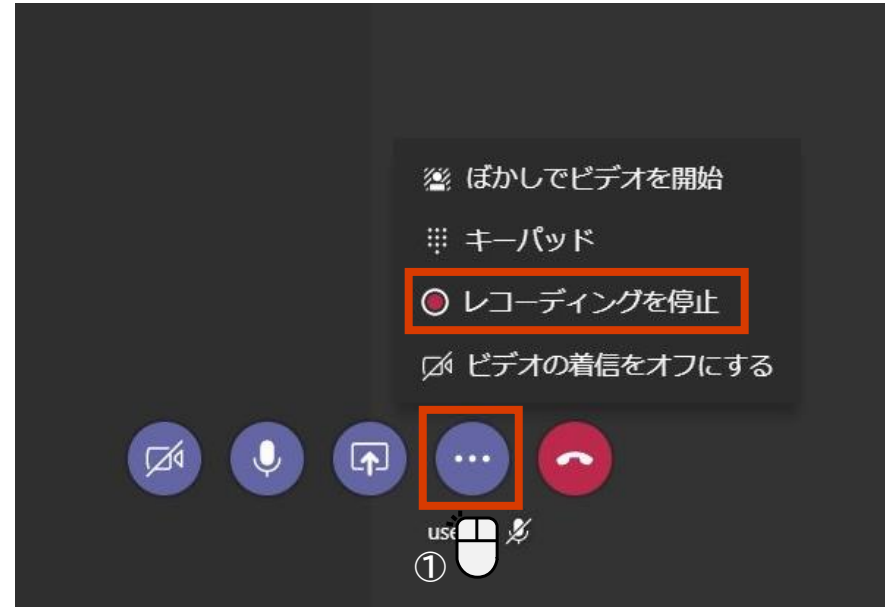 ぼかしでビデオを開始
キーパッド
レコーディングを停止
ビデオの着信をオフにする
①